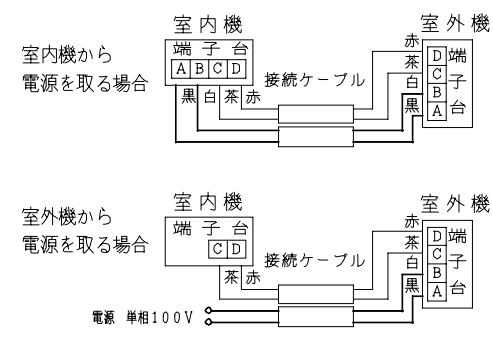 室内機から
電源を取る場合
室内機
端子台
A B C D
黒 白 茶 赤
接続ケーブル
室外機
赤 D 端
茶 C 子
白 B 台
黒 A
室外機から
電源を取る場合
室内機
端子台
C D
茶 赤
接続ケーブル
室外機
赤 D 端
茶 C 子
白 B 台
黒 A
電源 単相100V